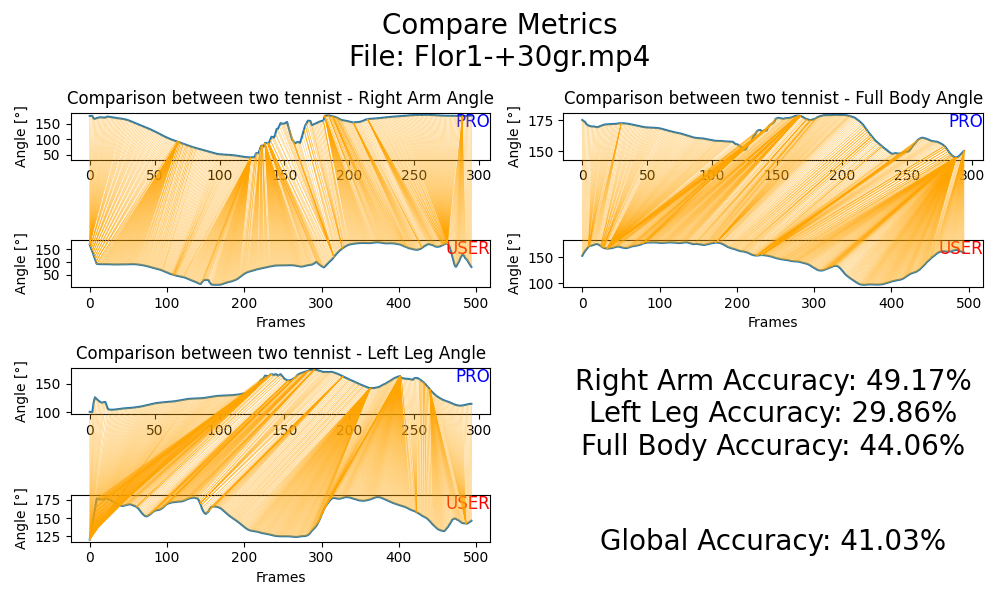 Compare Metrics
File: Flor1-+30gr.mp4
Comparison between two tennist - Right Arm Angle
Angle [°]
150
100
50
PRO
0 50 100 150 200 250 300
Angle [°]
150
100
50
USER
0 100 200 300 400 500
Frames
Comparison between two tennist - Full Body Angle
Angle [°]
175
150
PRO
0 50 100 150 200 250 300
Angle [°]
150
100
USER
0 100 200 300 400 500
Frames
Comparison between two tennist - Left Leg Angle
Angle [°]
150
100
PRO
0 50 100 150 200 250 300
Angle [°]
175
150
125
USER
0 100 200 300 400 500
Frames
Right Arm Accuracy: 49.17%
Left Leg Accuracy: 29.86%
Full Body Accuracy: 44.06%
Global Accuracy: 41.03%